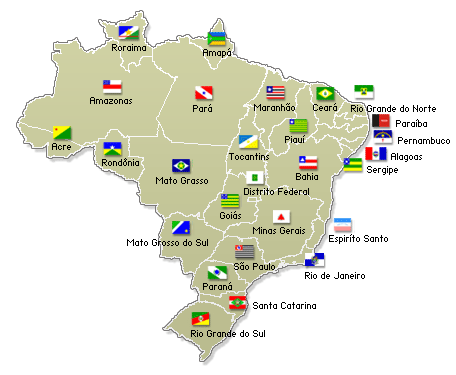 Roraima
Amapá
Amazonas
Pará
Maranhão
Ceará
Rio Grande do Norte
Paraíba
Acre
Rondônia
Tocantins
Piauí
Pernambuco
Alagoas
Mato Grosso
Bahia
Sergipe
Distrito Federal
Goiás
Minas Gerais
Mato Grosso do Sul
Espiríto Santo
São Paulo
Rio de Janeiro
Paraná
Santa Catarina
Rio Grande do Sul